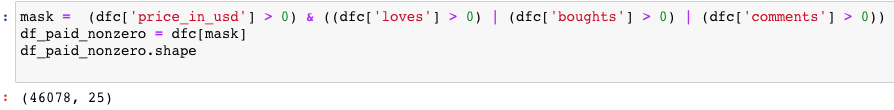 : mask =  (dfc['price_in_usd'] > 0) & ((dfc['loves'] > 0) | (dfc['boughts'] > 0) | (dfc['comments'] > 0))
df_paid_nonzero = dfc[mask]
df_paid_nonzero.shape
: (46078, 25)